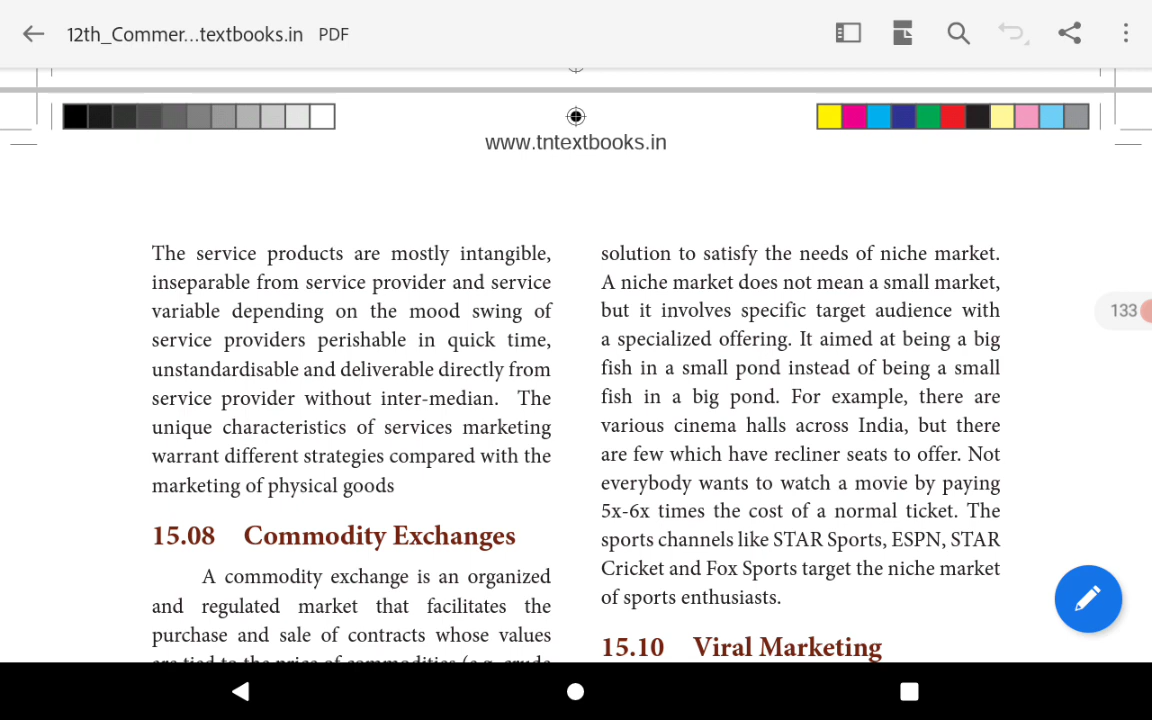 12th_Commer...textbooks.in PDF
www.tntextbooks.in
The service products are mostly intangible,
inseparable from service provider and service
variable depending on the mood swing of
service providers perishable in quick time,
unstandardisable and deliverable directly from
service provider without inter-median. The
unique characteristics of services marketing
warrant different strategies compared with the
marketing of physical goods
15.08 Commodity Exchanges
A commodity exchange is an organized
and regulated market that facilitates the
purchase and sale of contracts whose values
are tied to the price of commodities (e.g. crude
solution to satisfy the needs of niche market.
A niche market does not mean a small market,
but it involves specific target audience with
a specialized offering. It aimed at being a big
fish in a small pond instead of being a small
fish in a big pond. For example, there are
various cinema halls across India, but there
are few which have recliner seats to offer. Not
everybody wants to watch a movie by paying
5x-6x times the cost of a normal ticket. The
sports channels like STAR Sports, ESPN, STAR
Cricket and Fox Sports target the niche market
of sports enthusiasts.
15.10 Viral Marketing
133